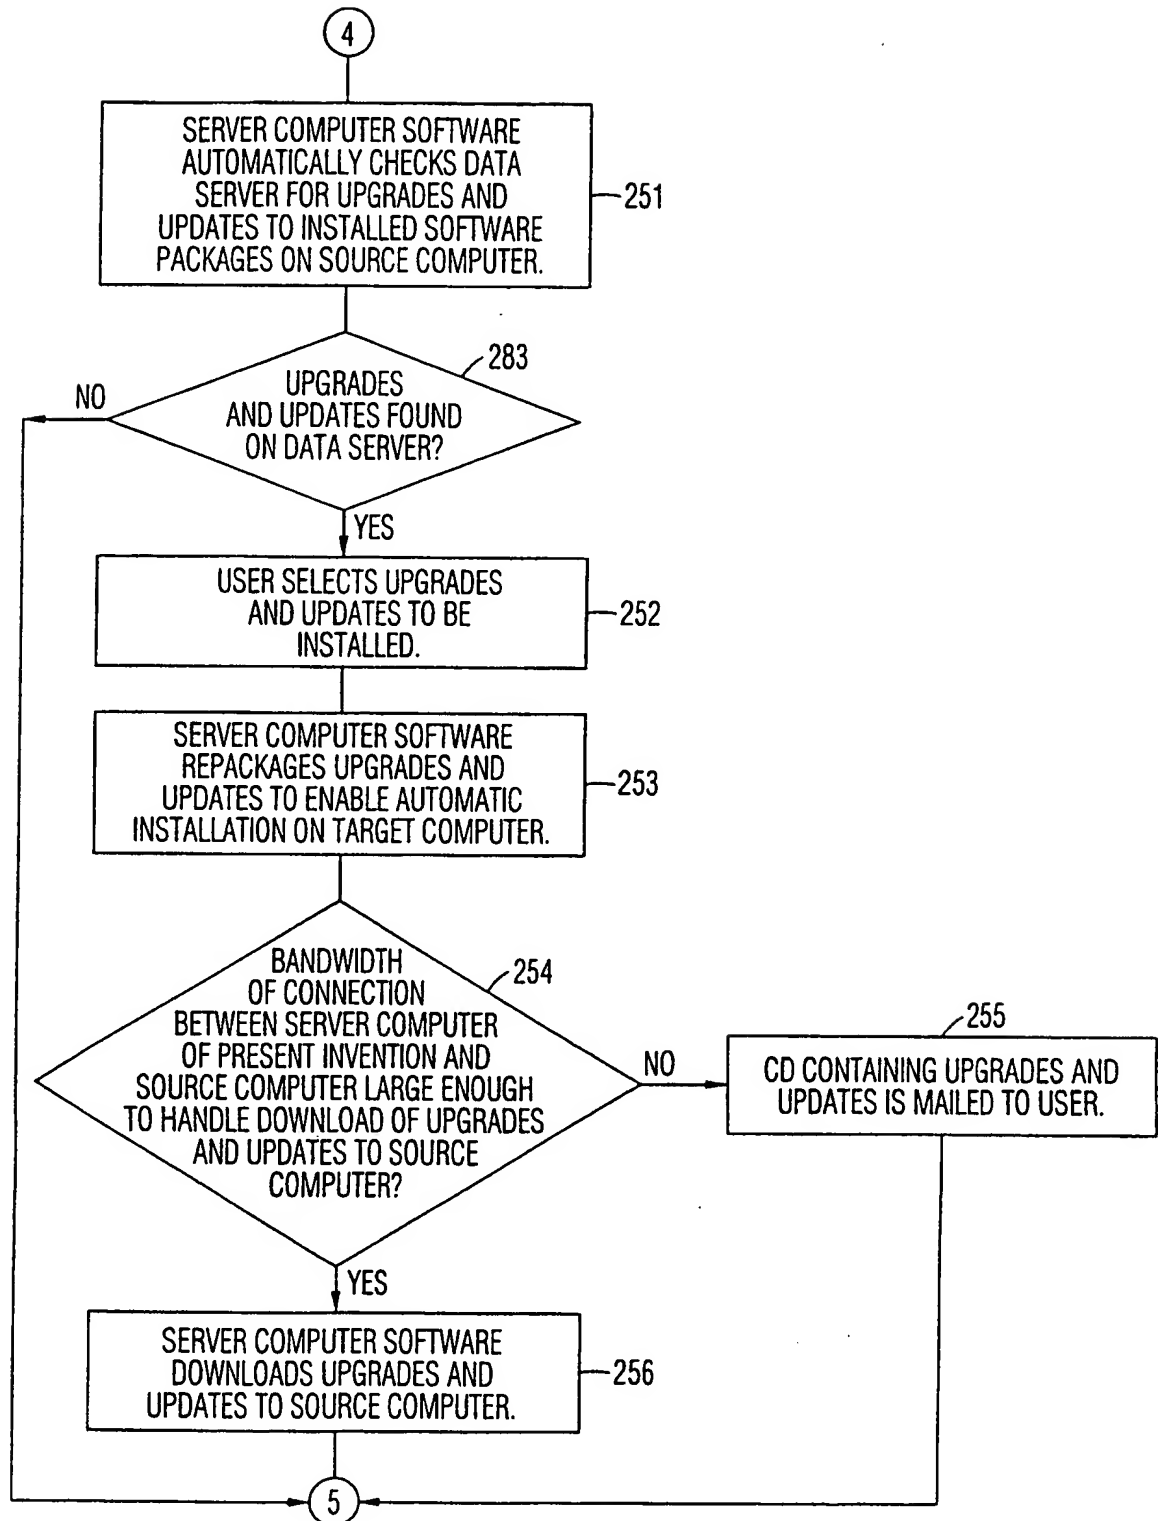 4
SERVER COMPUTER SOFTWARE
AUTOMATICALLY CHECKS DATA
SERVER FOR UPGRADES AND
UPDATES TO INSTALLED SOFTWARE
PACKAGES ON SOURCE COMPUTER.
251
283
UPGRADES
AND UPDATES FOUND
ON DATA SERVER?
NO
YES
USER SELECTS UPGRADES
AND UPDATES TO BE
INSTALLED.
252
SERVER COMPUTER SOFTWARE
REPACKAGES UPGRADES AND
UPDATES TO ENABLE AUTOMATIC
INSTALLATION ON TARGET COMPUTER.
253
BANDWIDTH
OF CONNECTION
BETWEEN SERVER COMPUTER
OF PRESENT INVENTION AND
SOURCE COMPUTER LARGE ENOUGH
TO HANDLE DOWNLOAD OF UPGRADES
AND UPDATES TO SOURCE
COMPUTER?
254
NO
255
CD CONTAINING UPGRADES AND
UPDATES IS MAILED TO USER.
YES
SERVER COMPUTER SOFTWARE
DOWNLOADS UPGRADES AND
UPDATES TO SOURCE COMPUTER.
256
5